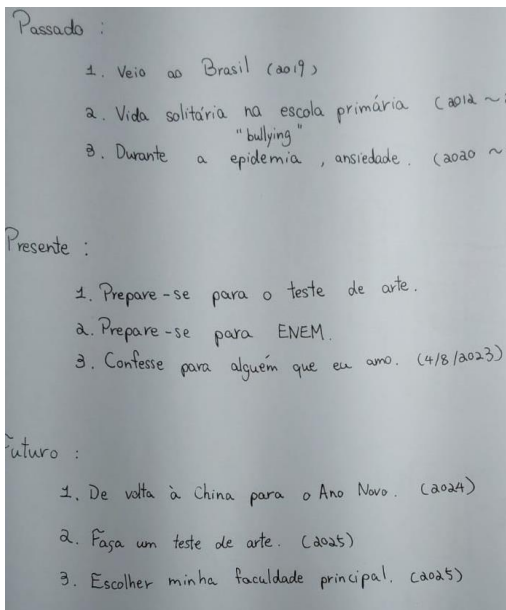 Passado :
1. Veio ao Brasil (2019)
2. Vida solitária na escola primária (2012 ~
"bullying"
3. Durante a epidemia, ansiedade. (2020 ~
Presente :
1. Prepare-se para o teste de arte.
2. Prepare-se para ENEM.
3. Confesse para alguém que eu amo. (4/8/2023)
Futuro :
1. De volta à China para o Ano Novo. (2024)
2. Faça um teste de arte. (2025)
3. Escolher minha faculdade principal. (2025)